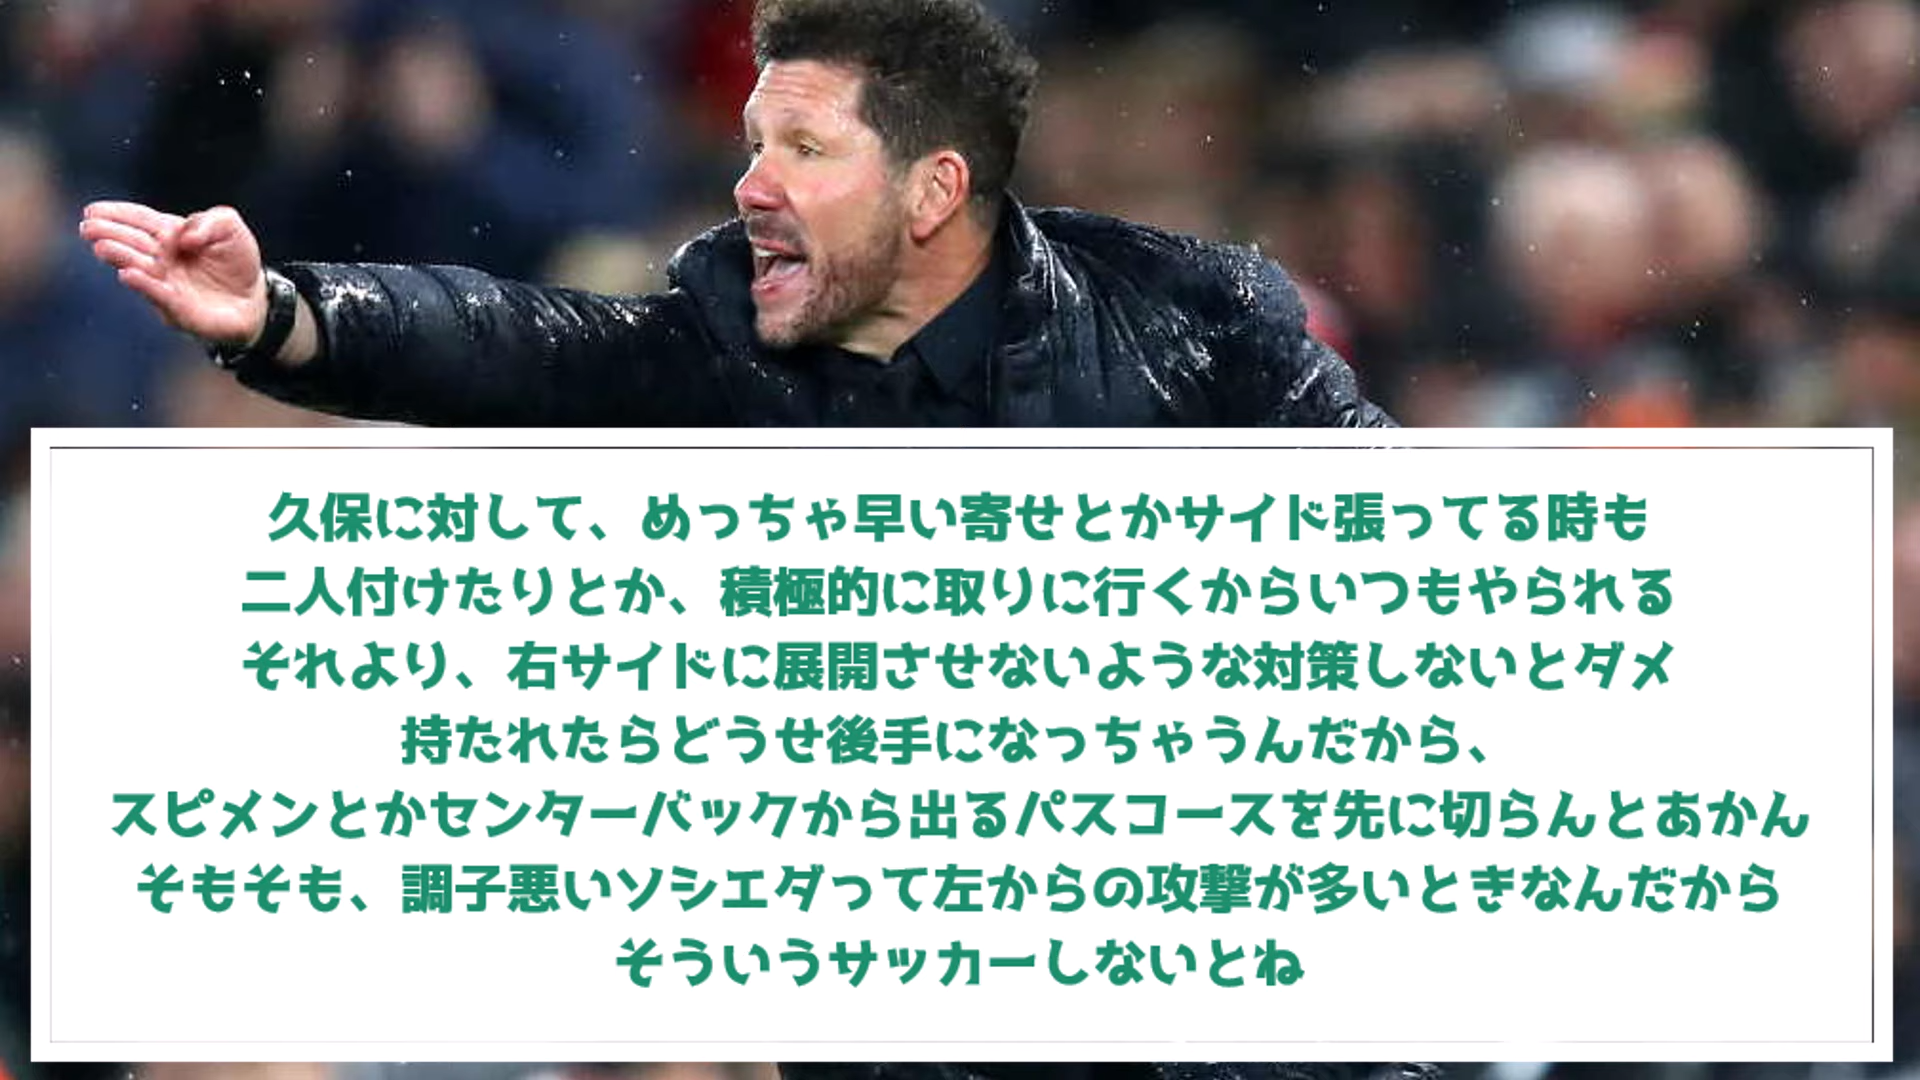 久保に対して、めっちゃ早い寄せとかサイド張ってる時も
二人付けたりとか、積極的に取りに行くからいつもやられる
それより、右サイドに展開させないような対策しないとダメ
持たれたらどうせ後手になっちゃうんだから、
スピメンとかセンターバックから出るパスコースを先に切らんとあかん
そもそも、調子悪いソシエダって左からの攻撃が多いときなんだから
そういうサッカーしないとね